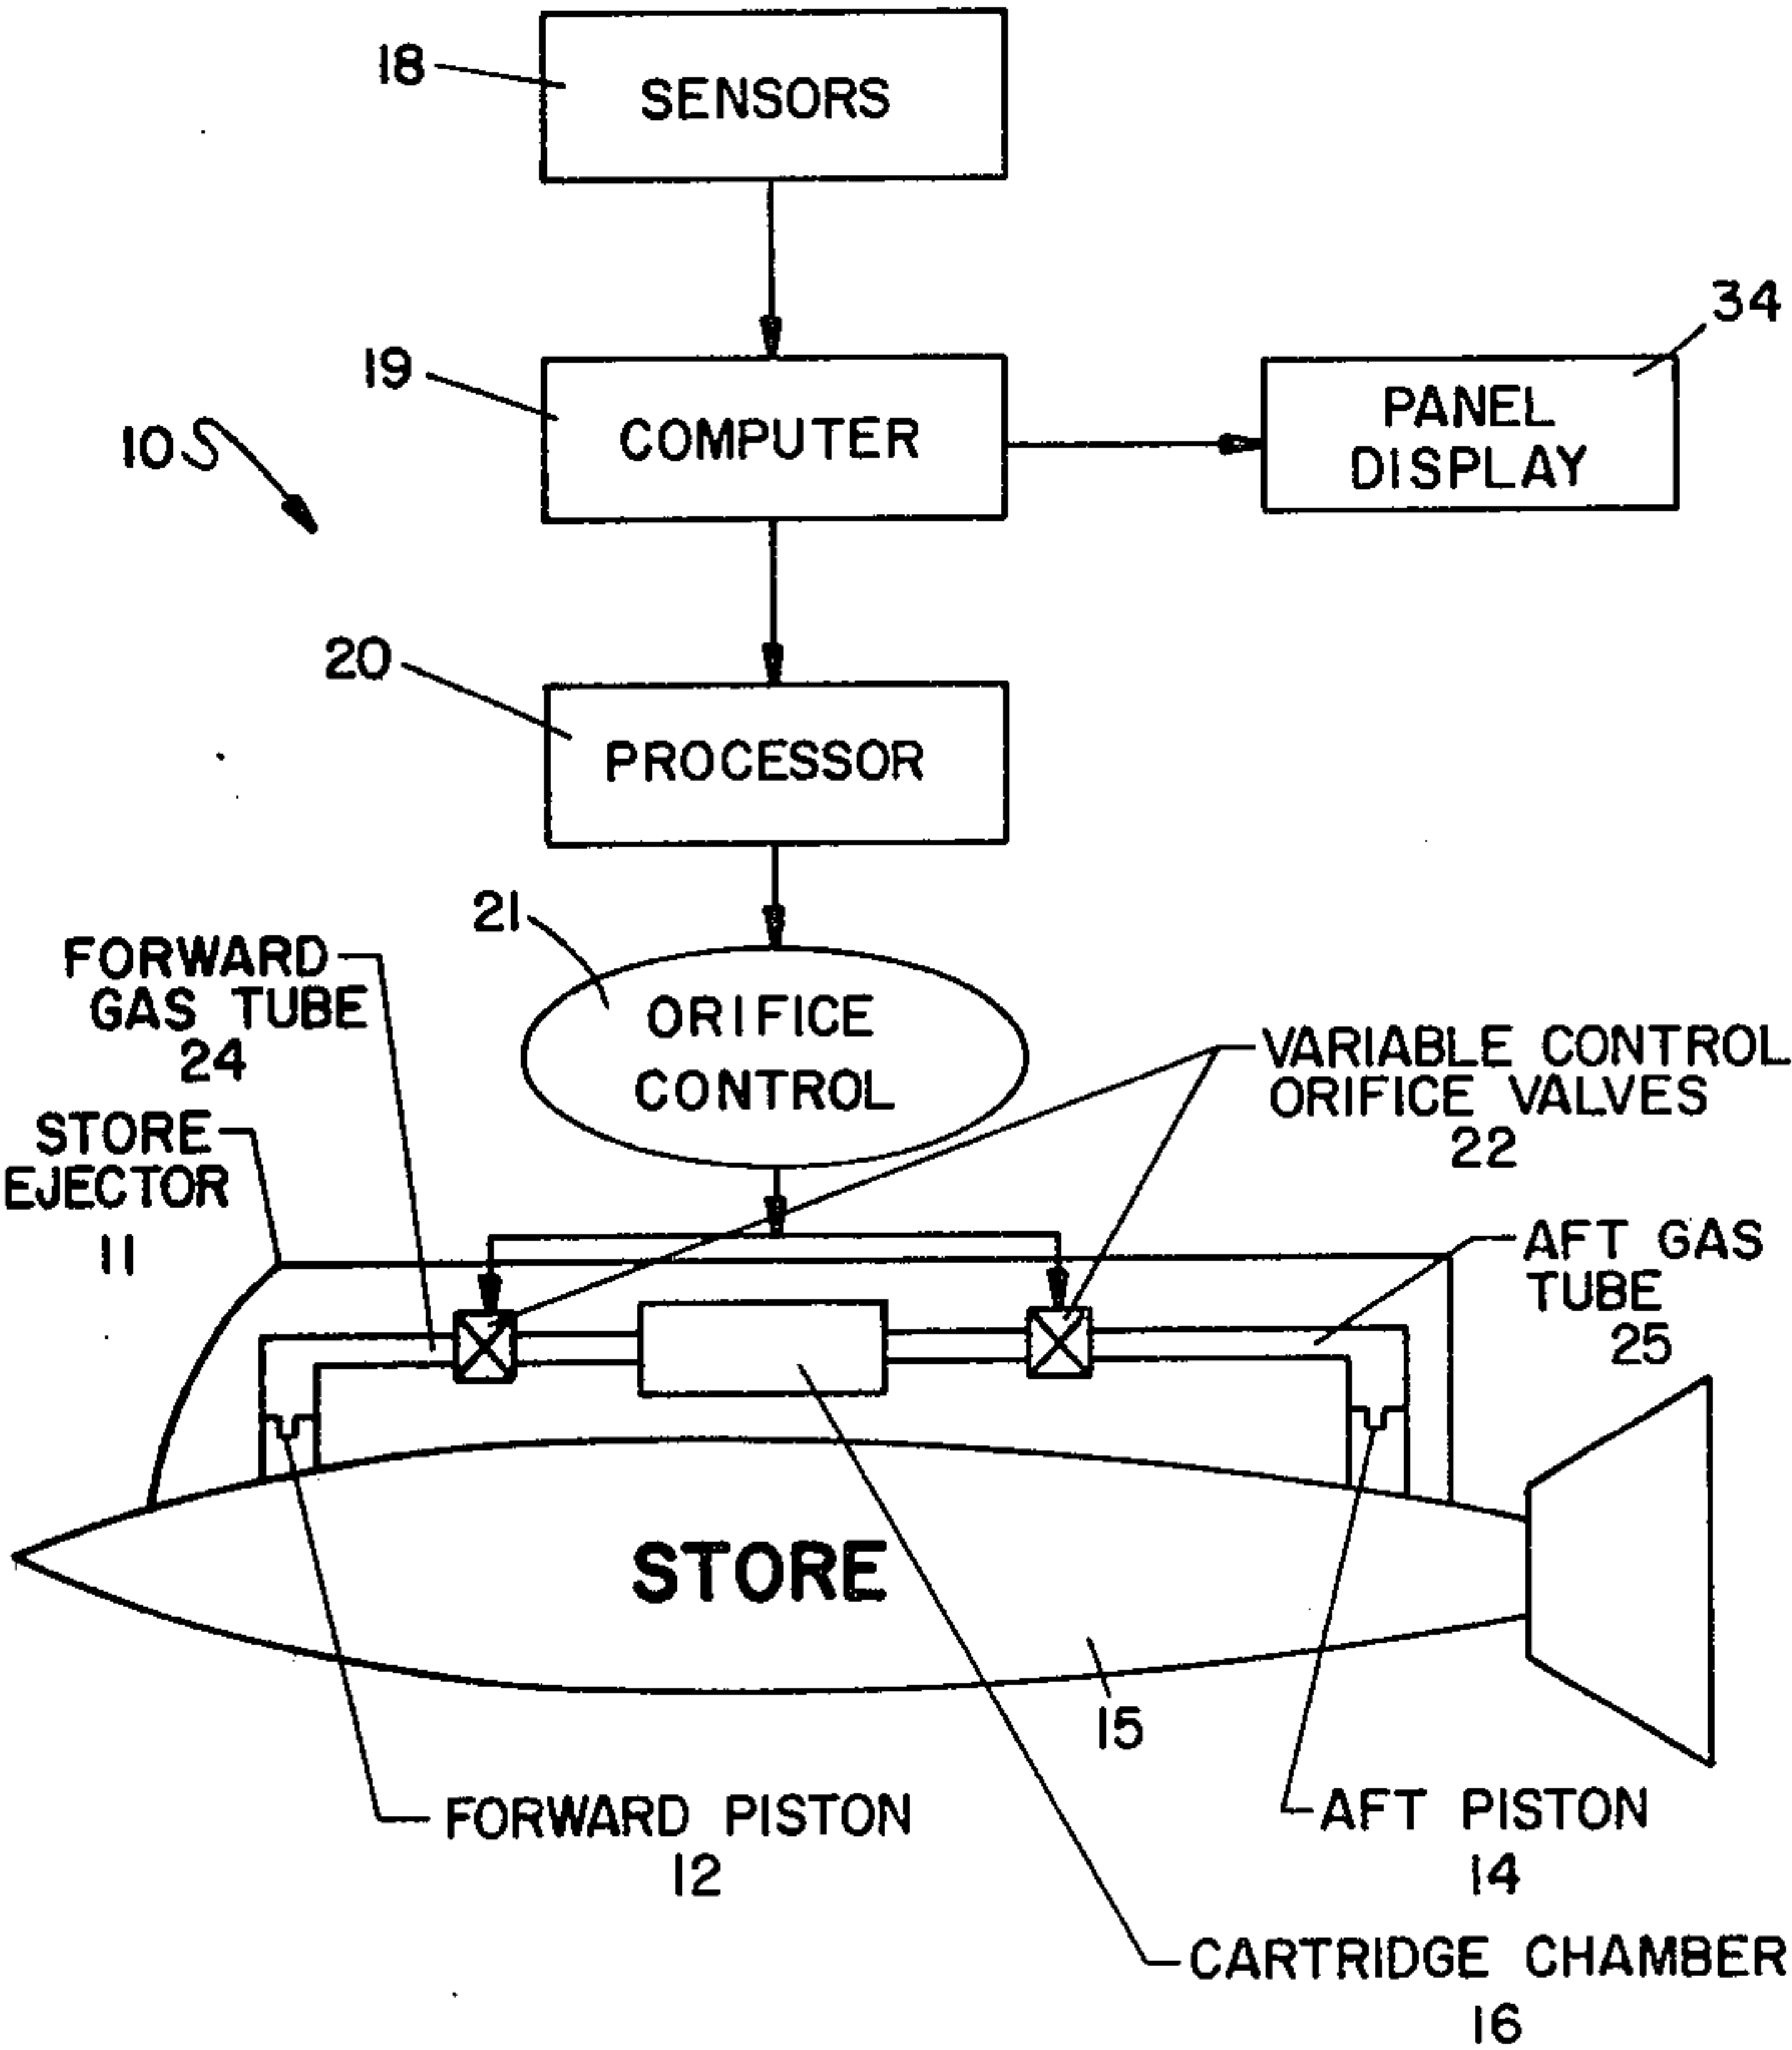 18
SENSORS
34
19
COMPUTER
PANEL
DISPLAY
10
20
PROCESSOR
21
FORWARD
GAS TUBE
24
ORIFICE
CONTROL
VARIABLE CONTROL
ORIFICE VALVES
22
STORE
EJECTOR
11
AFT GAS
TUBE
25
STORE
15
FORWARD PISTON
12
AFT PISTON
14
CARTRIDGE CHAMBER
16